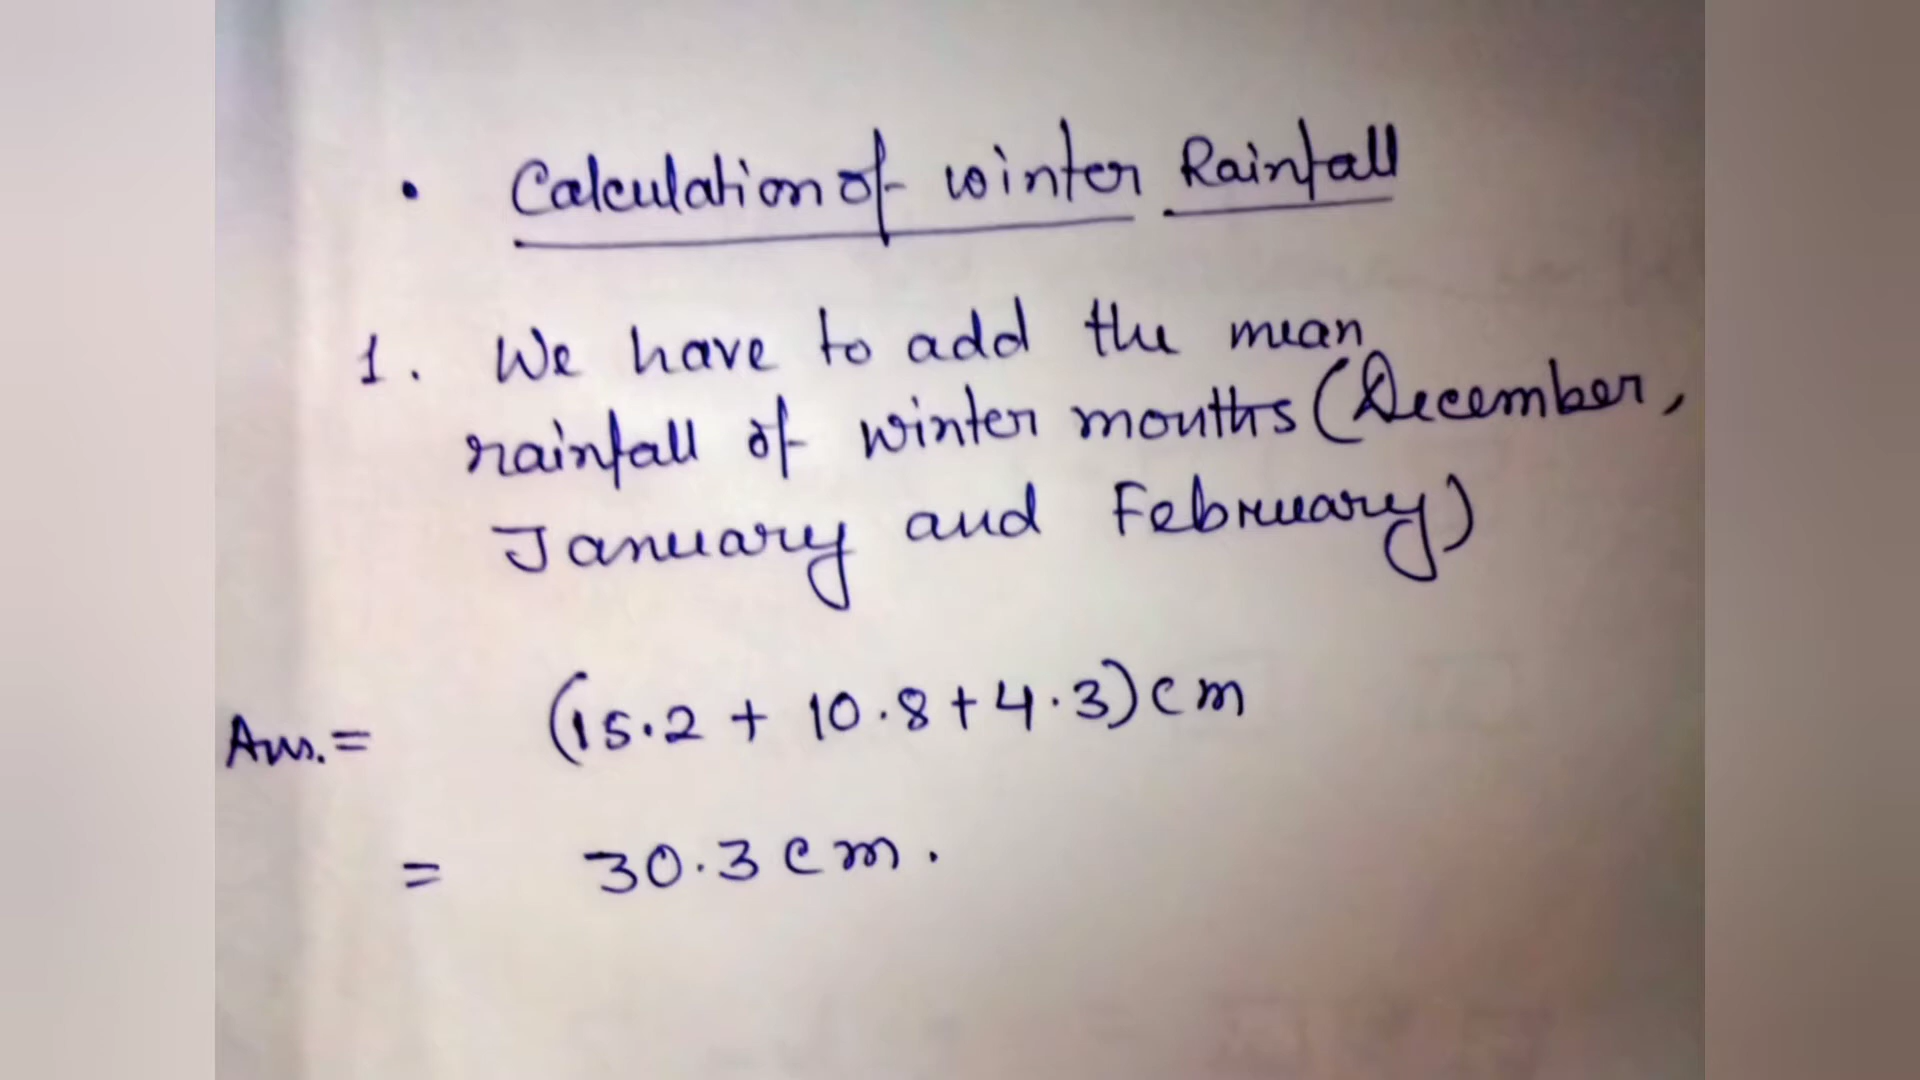 • Calculation of winter Rainfall
1. We have to add the mean
rainfall of winter months (December,
January and February)
Ans. = (15.2 + 10.8 + 4.3) cm
= 30.3 cm.